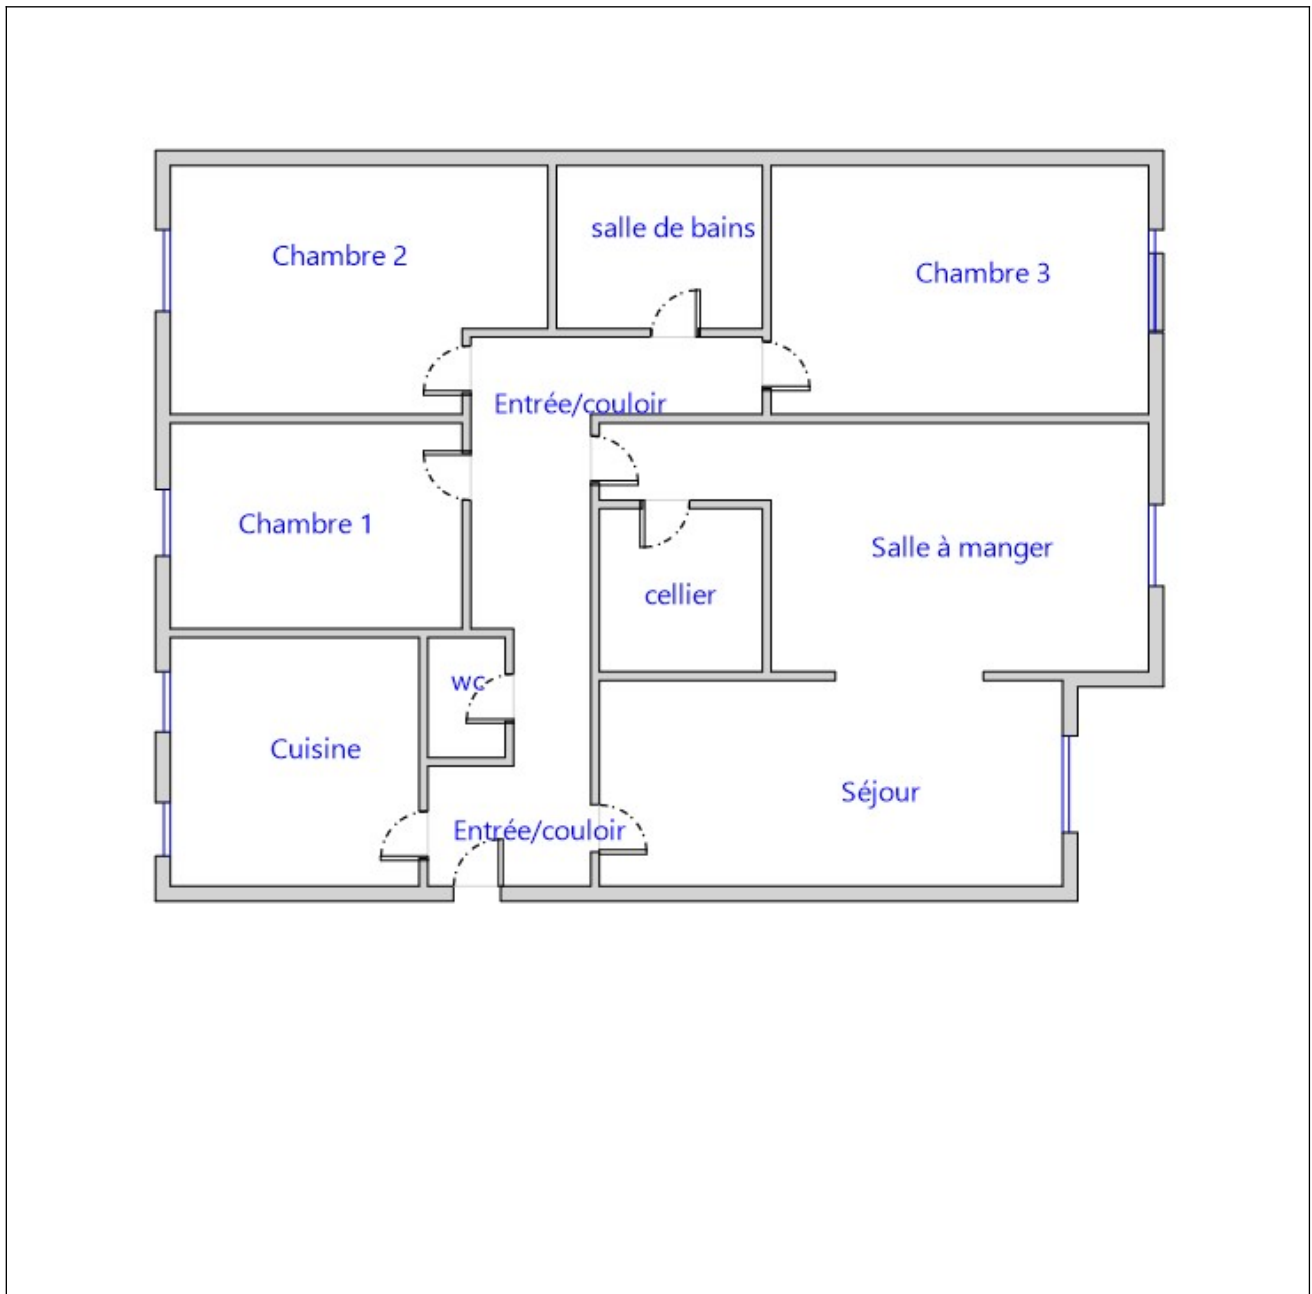 salle de bains
Chambre 2
Chambre 3
Entrée/couloir
Chambre 1
Salle à manger
cellier
wc
Cuisine
Séjour
Entrée/couloir